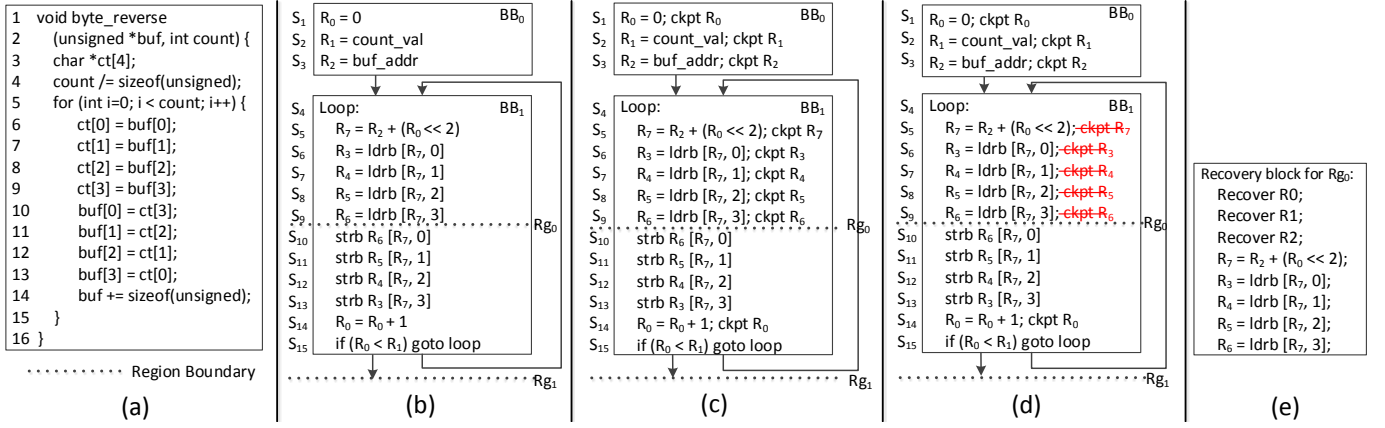 1 void byte_reverse
2 (unsigned *buf, int count) {
3 char *ct[4];
4 count /= sizeof(unsigned);
5 for (int i=0; i < count; i++) {
6 ct[0] = buf[0];
7 ct[1] = buf[1];
8 ct[2] = buf[2];
9 ct[3] = buf[3];
10 buf[0] = ct[3];
11 buf[1] = ct[2];
12 buf[2] = ct[1];
13 buf[3] = ct[0];
14 buf += sizeof(unsigned);
15 }
16 }
Region Boundary
(a)
BB₀
S₁ R₀ = 0
S₂ R₁ = count_val
S₃ R₂ = buf_addr
S₄ Loop: BB₁
S₅ R₇ = R₂ + (R₀ << 2)
S₆ R₃ = ldrb [R₇, 0]
S₇ R₄ = ldrb [R₇, 1]
S₈ R₅ = ldrb [R₇, 2]
S₉ R₆ = ldrb [R₇, 3]
Rg₀
S₁₀ strb R₆ [R₇, 0]
S₁₁ strb R₅ [R₇, 1]
S₁₂ strb R₄ [R₇, 2]
S₁₃ strb R₃ [R₇, 3]
S₁₄ R₀ = R₀ + 1
S₁₅ if (R₀ < R₁) goto loop
Rg₁
(b)
BB₀
S₁ R₀ = 0; ckpt R₀
S₂ R₁ = count_val; ckpt R₁
S₃ R₂ = buf_addr; ckpt R₂
S₄ Loop: BB₁
S₅ R₇ = R₂ + (R₀ << 2); ckpt R₇
S₆ R₃ = ldrb [R₇, 0]; ckpt R₃
S₇ R₄ = ldrb [R₇, 1]; ckpt R₄
S₈ R₅ = ldrb [R₇, 2]; ckpt R₅
S₉ R₆ = ldrb [R₇, 3]; ckpt R₆
Rg₀
S₁₀ strb R₆ [R₇, 0]
S₁₁ strb R₅ [R₇, 1]
S₁₂ strb R₄ [R₇, 2]
S₁₃ strb R₃ [R₇, 3]
S₁₄ R₀ = R₀ + 1; ckpt R₀
S₁₅ if (R₀ < R₁) goto loop
Rg₁
(c)
BB₀
S₁ R₀ = 0; ckpt R₀
S₂ R₁ = count_val; ckpt R₁
S₃ R₂ = buf_addr; ckpt R₂
S₄ Loop: BB₁
S₅ R₇ = R₂ + (R₀ << 2); ckpt R₇
S₆ R₃ = ldrb [R₇, 0]; ckpt R₃
S₇ R₄ = ldrb [R₇, 1]; ckpt R₄
S₈ R₅ = ldrb [R₇, 2]; ckpt R₅
S₉ R₆ = ldrb [R₇, 3]; ckpt R₆
Rg₀
S₁₀ strb R₆ [R₇, 0]
S₁₁ strb R₅ [R₇, 1]
S₁₂ strb R₄ [R₇, 2]
S₁₃ strb R₃ [R₇, 3]
S₁₄ R₀ = R₀ + 1; ckpt R₀
S₁₅ if (R₀ < R₁) goto loop
Rg₁
(d)
Recovery block for Rg₀:
Recover R0;
Recover R1;
Recover R2;
R₇ = R₂ + (R₀ << 2);
R₃ = ldrb [R₇, 0];
R₄ = ldrb [R₇, 1];
R₅ = ldrb [R₇, 2];
R₆ = ldrb [R₇, 3];
(e)